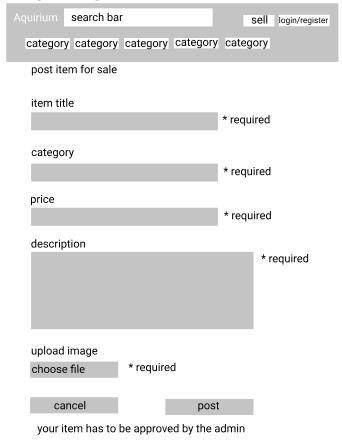 Aquirium search bar sell login/register
category category category category category
post item for sale
item title
* required
category
* required
price
* required
description
* required
upload image
choose file * required
cancel post
your item has to be approved by the admin